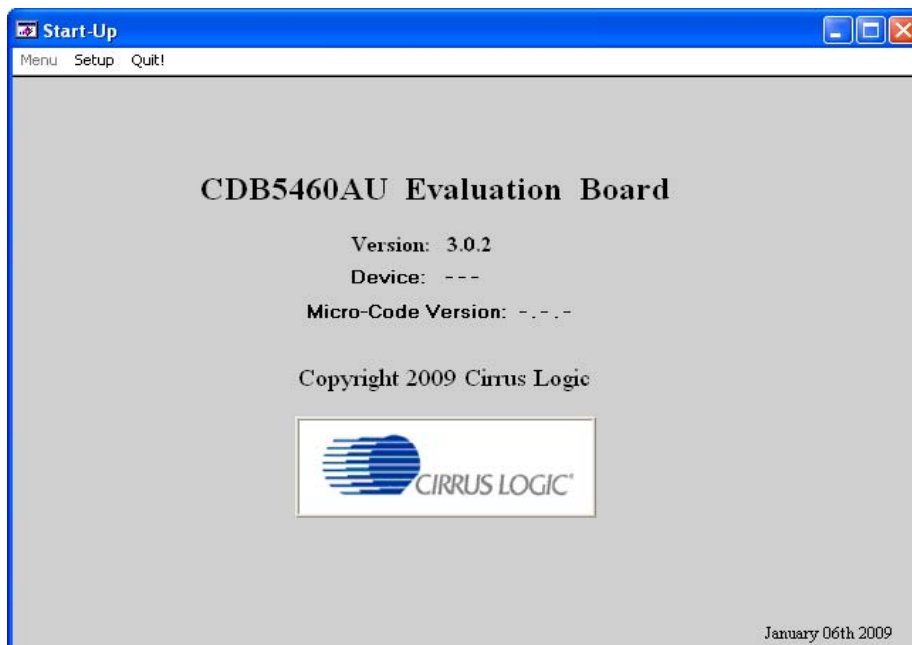 Start-Up
Menu Setup Quit!
CDB5460AU Evaluation Board
Version: 3.0.2
Device: ---
Micro-Code Version: -.-.-
Copyright 2009 Cirrus Logic
CIRRUS LOGIC®
January 06th 2009